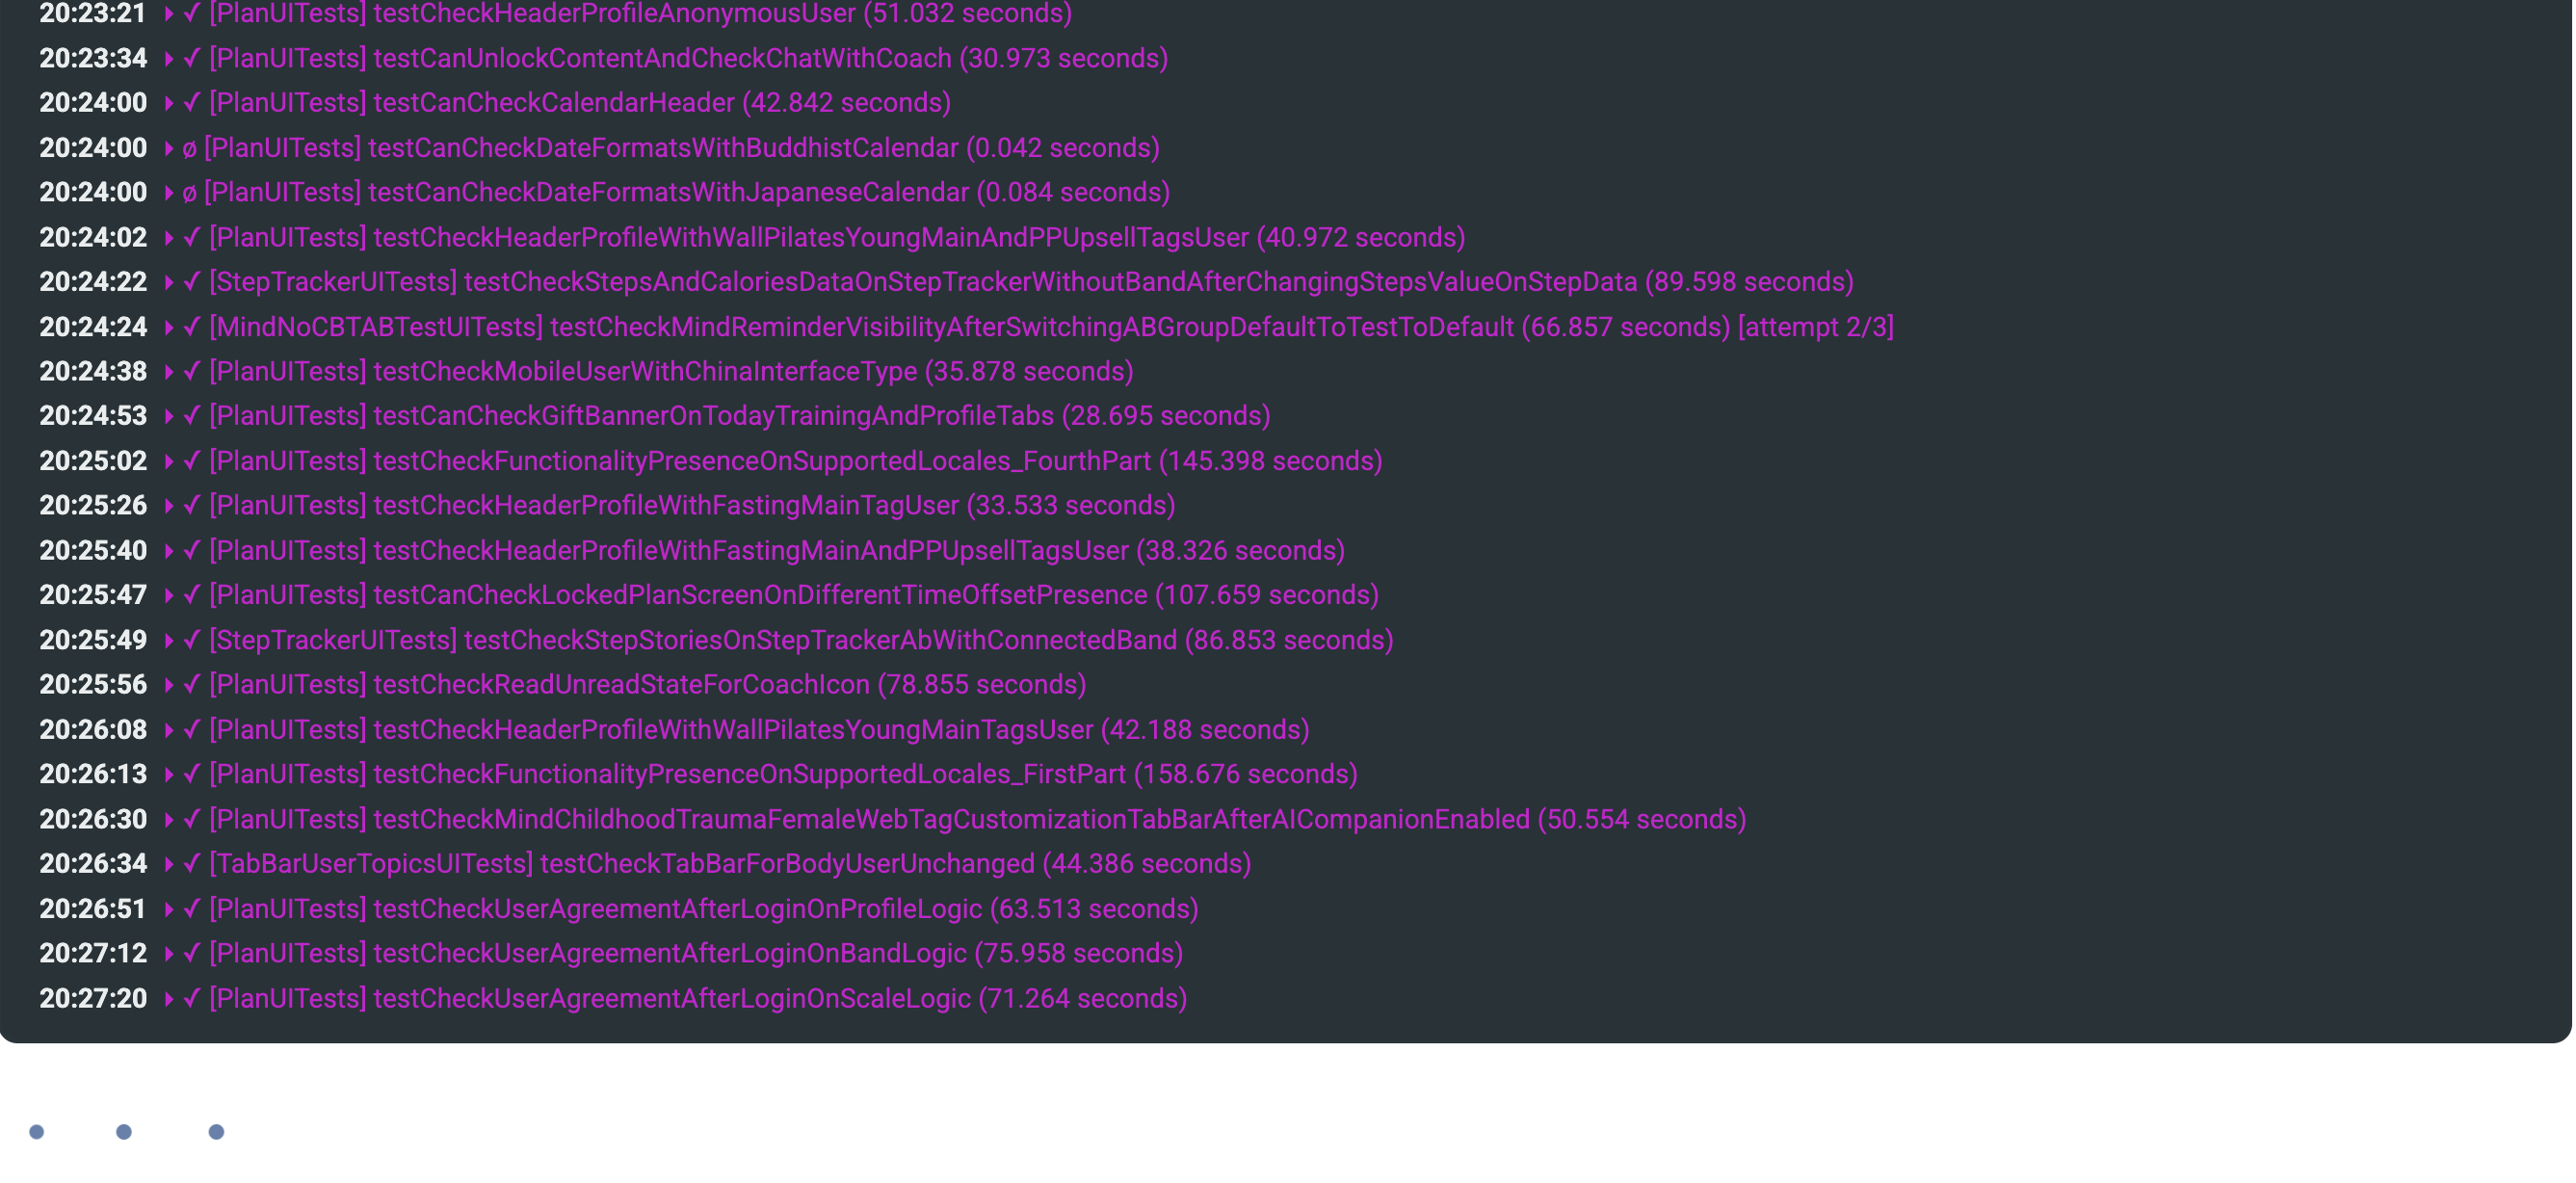 20:23:21 ✓ [PlanUITests] testCheckHeaderProfileAnonymousUser (51.032 seconds)
20:23:34 ✓ [PlanUITests] testCanUnlockContentAndCheckChatWithCoach (30.973 seconds)
20:24:00 ✓ [PlanUITests] testCanCheckCalendarHeader (42.842 seconds)
20:24:00 ø [PlanUITests] testCanCheckDateFormatsWithBuddhistCalendar (0.042 seconds)
20:24:00 ø [PlanUITests] testCanCheckDateFormatsWithJapaneseCalendar (0.084 seconds)
20:24:02 ✓ [PlanUITests] testCheckHeaderProfileWithWallPilatesYoungMainAndPPUpsellTagsUser (40.972 seconds)
20:24:22 ✓ [StepTrackerUITests] testCheckStepsAndCaloriesDataOnStepTrackerWithoutBandAfterChangingStepsValueOnStepData (89.598 seconds)
20:24:24 ✓ [MindNoCBTABTestUITests] testCheckMindReminderVisibilityAfterSwitchingABGroupDefaultToTestToDefault (66.857 seconds) [attempt 2/3]
20:24:38 ✓ [PlanUITests] testCheckMobileUserWithChinaInterfaceType (35.878 seconds)
20:24:53 ✓ [PlanUITests] testCanCheckGiftBannerOnTodayTrainingAndProfileTabs (28.695 seconds)
20:25:02 ✓ [PlanUITests] testCheckFunctionalityPresenceOnSupportedLocales_FourthPart (145.398 seconds)
20:25:26 ✓ [PlanUITests] testCheckHeaderProfileWithFastingMainTagUser (33.533 seconds)
20:25:40 ✓ [PlanUITests] testCheckHeaderProfileWithFastingMainAndPPUpsellTagsUser (38.326 seconds)
20:25:47 ✓ [PlanUITests] testCanCheckLockedPlanScreenOnDifferentTimeOffsetPresence (107.659 seconds)
20:25:49 ✓ [StepTrackerUITests] testCheckStepStoriesOnStepTrackerAbWithConnectedBand (86.853 seconds)
20:25:56 ✓ [PlanUITests] testCheckReadUnreadStateForCoachIcon (78.855 seconds)
20:26:08 ✓ [PlanUITests] testCheckHeaderProfileWithWallPilatesYoungMainTagsUser (42.188 seconds)
20:26:13 ✓ [PlanUITests] testCheckFunctionalityPresenceOnSupportedLocales_FirstPart (158.676 seconds)
20:26:30 ✓ [PlanUITests] testCheckMindChildhoodTraumaFemaleWebTagCustomizationTabBarAfterAICompanionEnabled (50.554 seconds)
20:26:34 ✓ [TabBarUserTopicsUITests] testCheckTabBarForBodyUserUnchanged (44.386 seconds)
20:26:51 ✓ [PlanUITests] testCheckUserAgreementAfterLoginOnProfileLogic (63.513 seconds)
20:27:12 ✓ [PlanUITests] testCheckUserAgreementAfterLoginOnBandLogic (75.958 seconds)
20:27:20 ✓ [PlanUITests] testCheckUserAgreementAfterLoginOnScaleLogic (71.264 seconds)